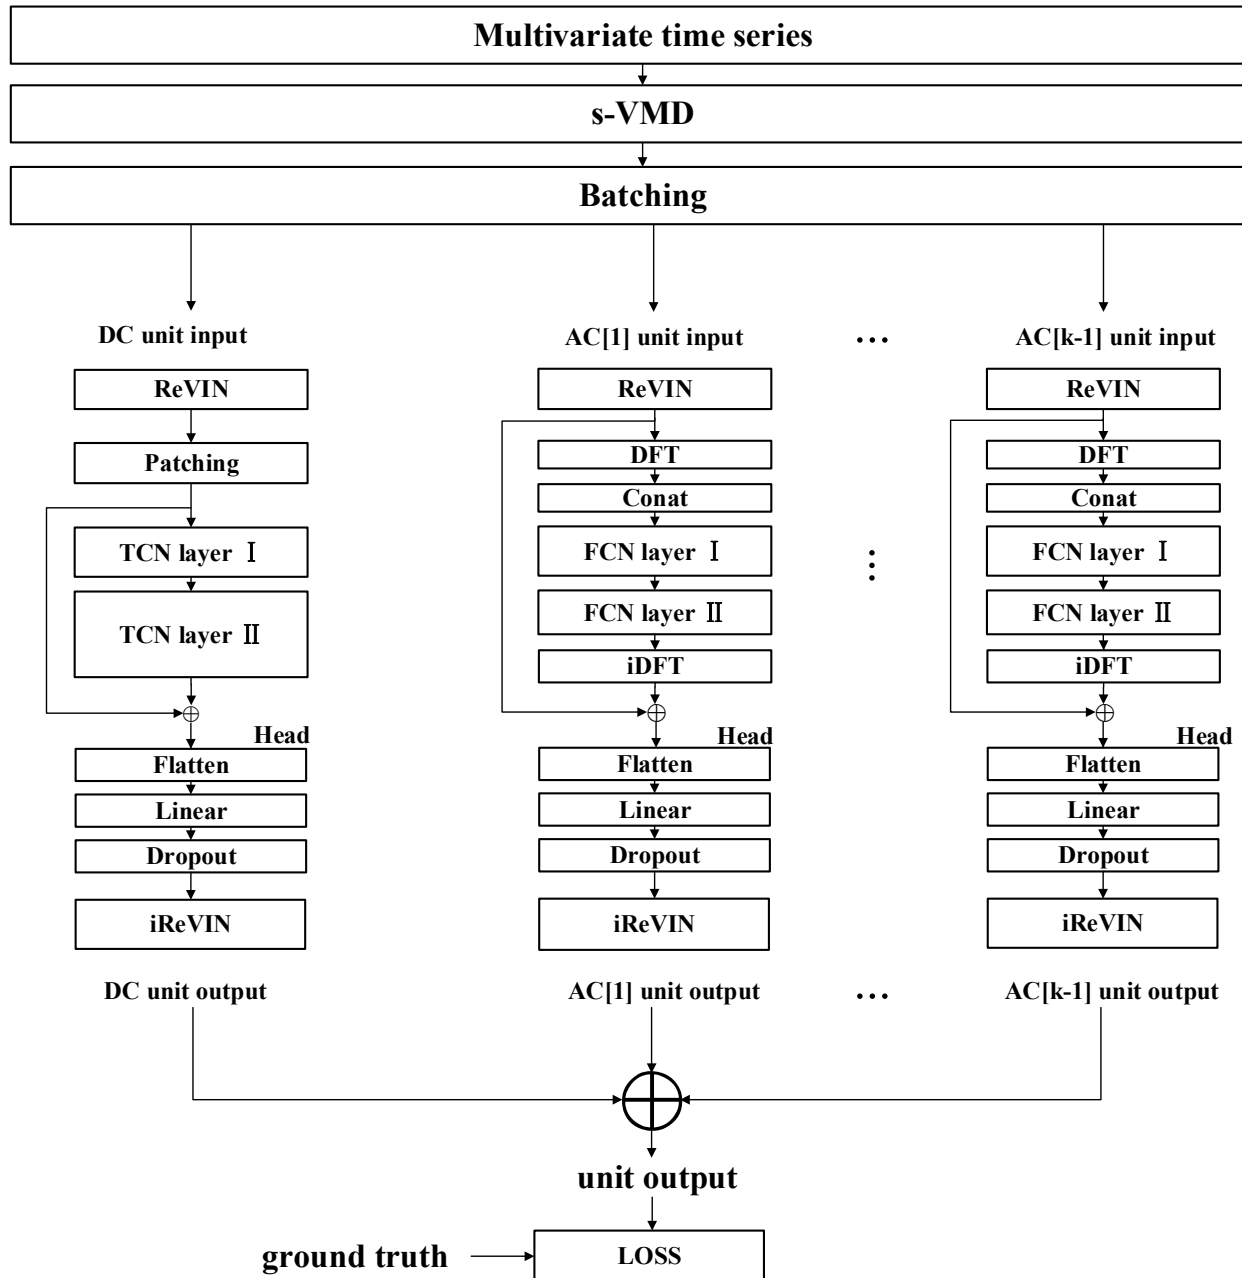 Multivariate time series
s-VMD
Batching
DC unit input
AC[1] unit input
...
AC[k-1] unit input
ReVIN
Patching
TCN layer Ⅰ
TCN layer Ⅱ
Head
Flatten
Linear
Dropout
iReVIN
DC unit output
ReVIN
DFT
Conat
FCN layer Ⅰ
FCN layer Ⅱ
iDFT
Head
Flatten
Linear
Dropout
iReVIN
AC[1] unit output
...
...
ReVIN
DFT
Conat
FCN layer Ⅰ
FCN layer Ⅱ
iDFT
Head
Flatten
Linear
Dropout
iReVIN
AC[k-1] unit output
unit output
ground truth
LOSS